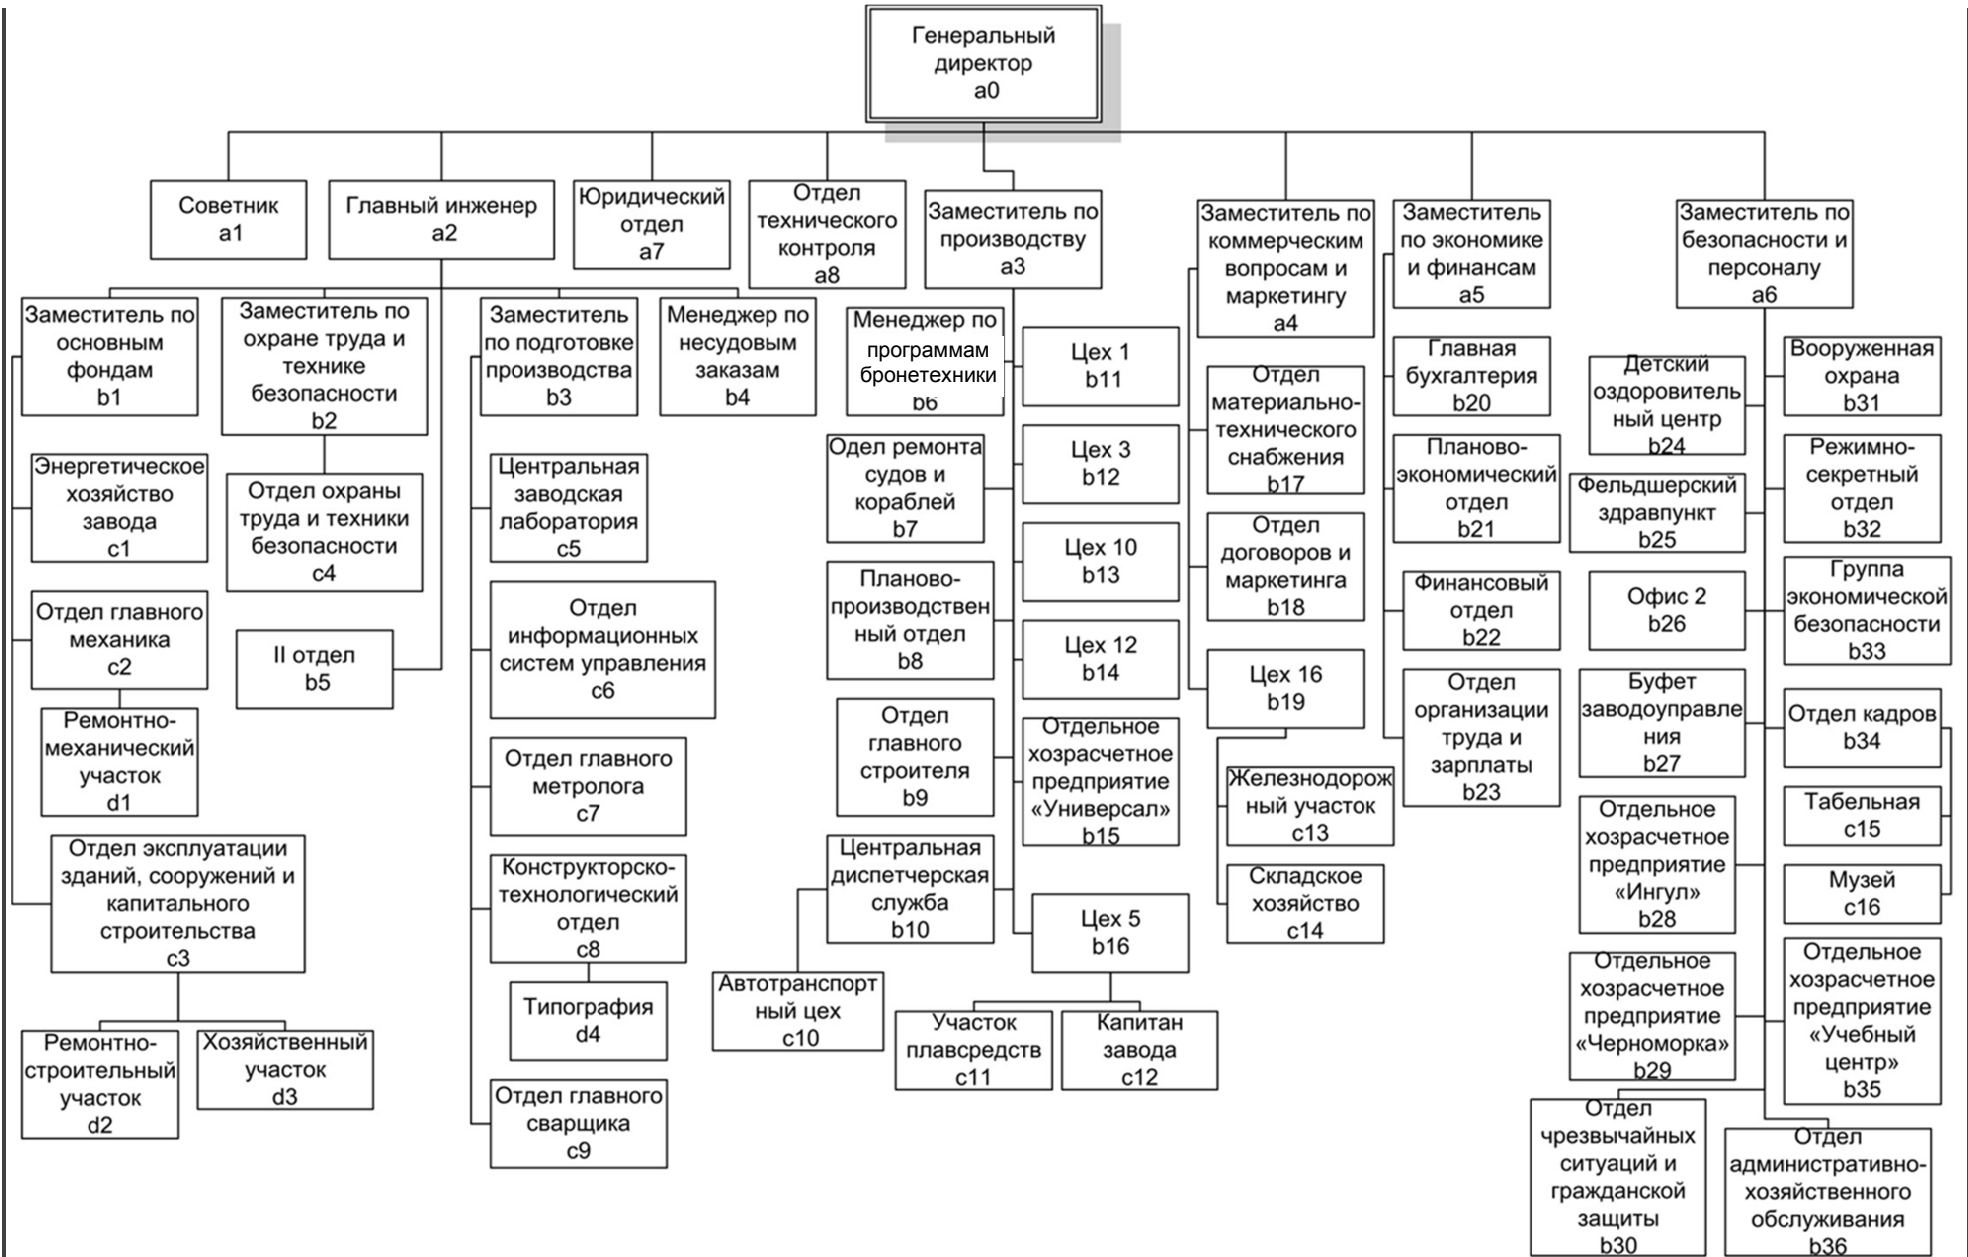 Генеральный
директор
a0
Советник
a1
Главный инженер
a2
Юридический
отдел
a7
Отдел
технического
контроля
a8
Заместитель по
производству
a3
Заместитель по
коммерческим
вопросам и
маркетингу
a4
Заместитель
по экономике
и финансам
a5
Заместитель по
безопасности и
персоналу
a6
Заместитель по
основным
фондам
b1
Заместитель по
охране труда и
технике
безопасности
b2
Заместитель
по подготовке
производства
b3
Менеджер по
несудовым
заказам
b4
Энергетическое
хозяйство
завода
c1
Отдел главного
механика
c2
Ремонтно-
механический
участок
d1
Отдел эксплуатации
зданий, сооружений и
капитального
строительства
c3
Ремонтно-
строительный
участок
d2
Хозяйственный
участок
d3
Отдел охраны
труда и техники
безопасности
c4
II отдел
b5
Центральная
заводская
лаборатория
c5
Отдел
информационных
систем управления
c6
Отдел главного
метролога
c7
Конструкторско-
технологический
отдел
c8
Типография
d4
Отдел главного
сварщика
c9
Менеджер по
программам
бронетехники
b6
Одел ремонта
судов и
кораблей
b7
Планово-
производствен
ный отдел
b8
Отдел
главного
строителя
b9
Центральная
диспетчерская
служба
b10
Автотранспорт
ный цех
c10
Цех 1
b11
Цех 3
b12
Цех 10
b13
Цех 12
b14
Отдельное
хозрасчетное
предприятие
«Универсал»
b15
Цех 5
b16
Участок
плавсредств
c11
Капитан
завода
c12
Отдел
материально-
технического
снабжения
b17
Отдел
договоров и
маркетинга
b18
Цех 16
b19
Железнодорож
ный участок
c13
Складское
хозяйство
c14
Главная
бухгалтерия
b20
Планово-
экономический
отдел
b21
Финансовый
отдел
b22
Отдел
организации
труда и
зарплаты
b23
Детский
оздоровитель
ный центр
b24
Фельдшерский
здравпункт
b25
Офис 2
b26
Буфет
заводоуправле
ния
b27
Отдельное
хозрасчетное
предприятие
«Ингул»
b28
Отдельное
хозрасчетное
предприятие
«Черноморка»
b29
Отдел
чрезвычайных
ситуаций и
гражданской
защиты
b30
Вооруженная
охрана
b31
Режимно-
секретный
отдел
b32
Группа
экономической
безопасности
b33
Отдел кадров
b34
Табельная
c15
Музей
c16
Отдельное
хозрасчетное
предприятие
«Учебный
центр»
b35
Отдел
административно-
хозяйственного
обслуживания
b36